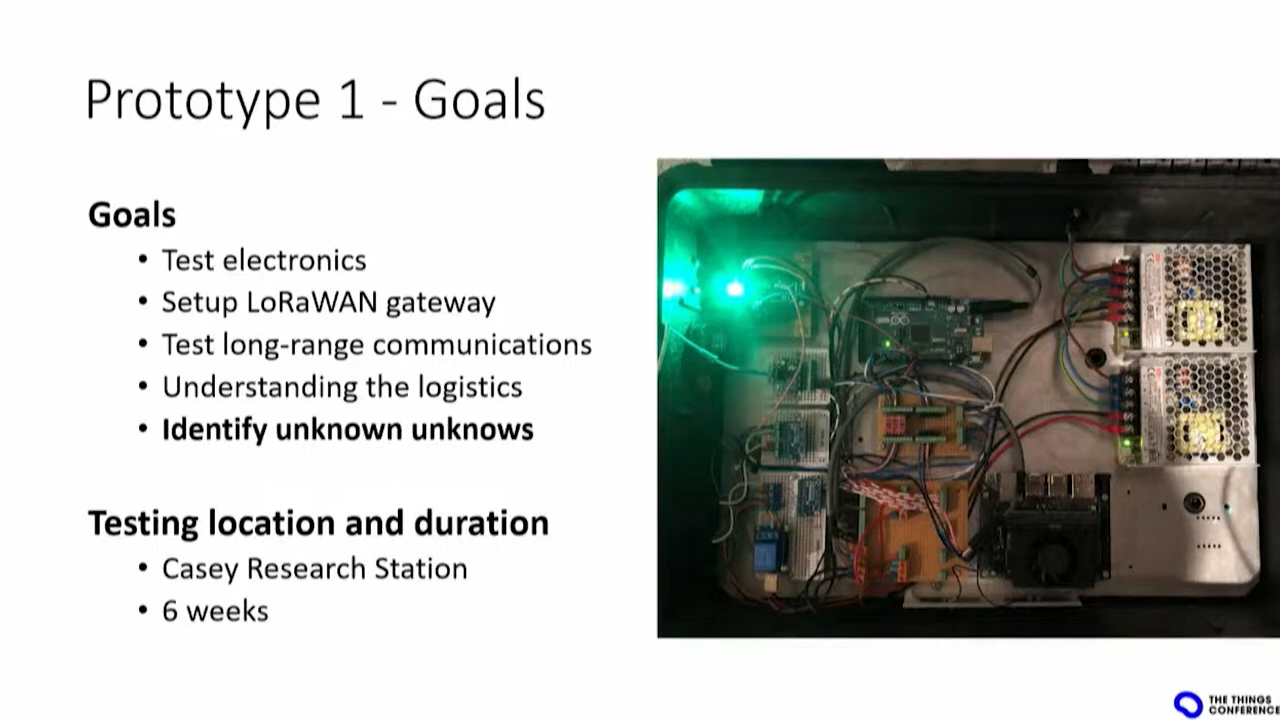 Prototype 1 - Goals
Goals
• Test electronics
• Setup LoRaWAN gateway
• Test long-range communications
• Understanding the logistics
• Identify unknown unknows
Testing location and duration
• Casey Research Station
• 6 weeks
THE THINGS
CONFERENCE